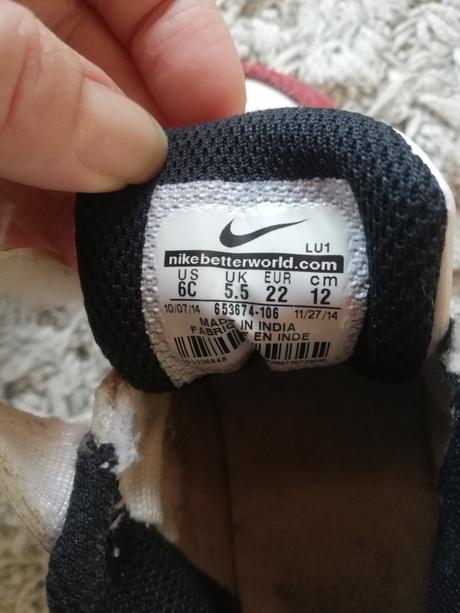 LU1
nikebetterworld.com
US UK EUR cm
6C 5.5 22 12
10/07/14 653674-106 11/27/14
MADE IN INDIA
EN INDE